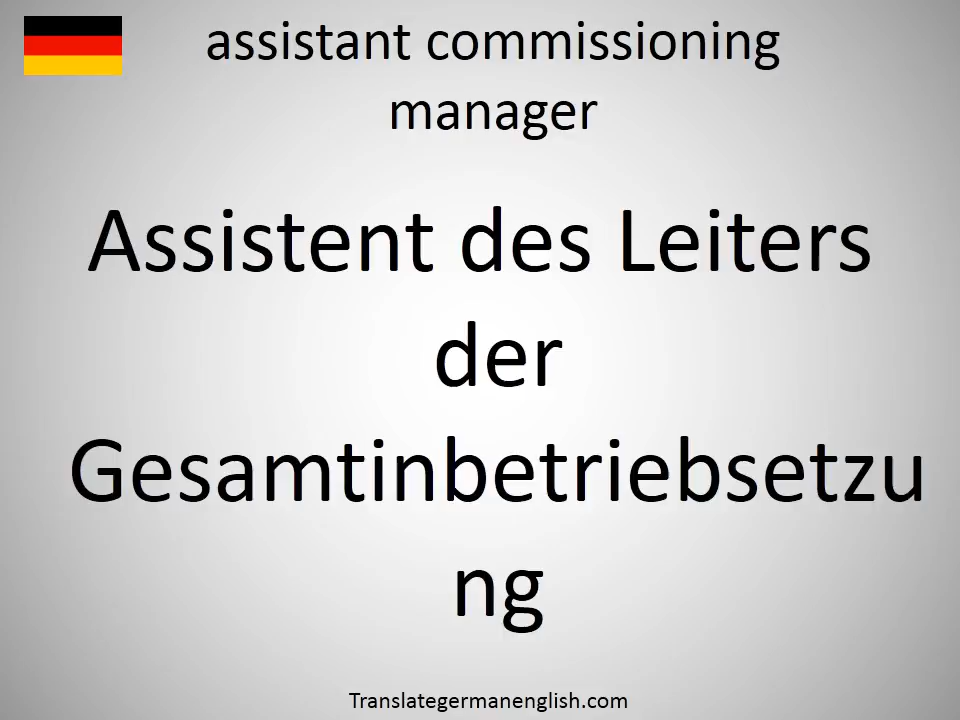 assistant commissioning
manager
Assistent des Leiters
der
Gesamtinbetriebsetzu
ng
Translategermanenglish.com